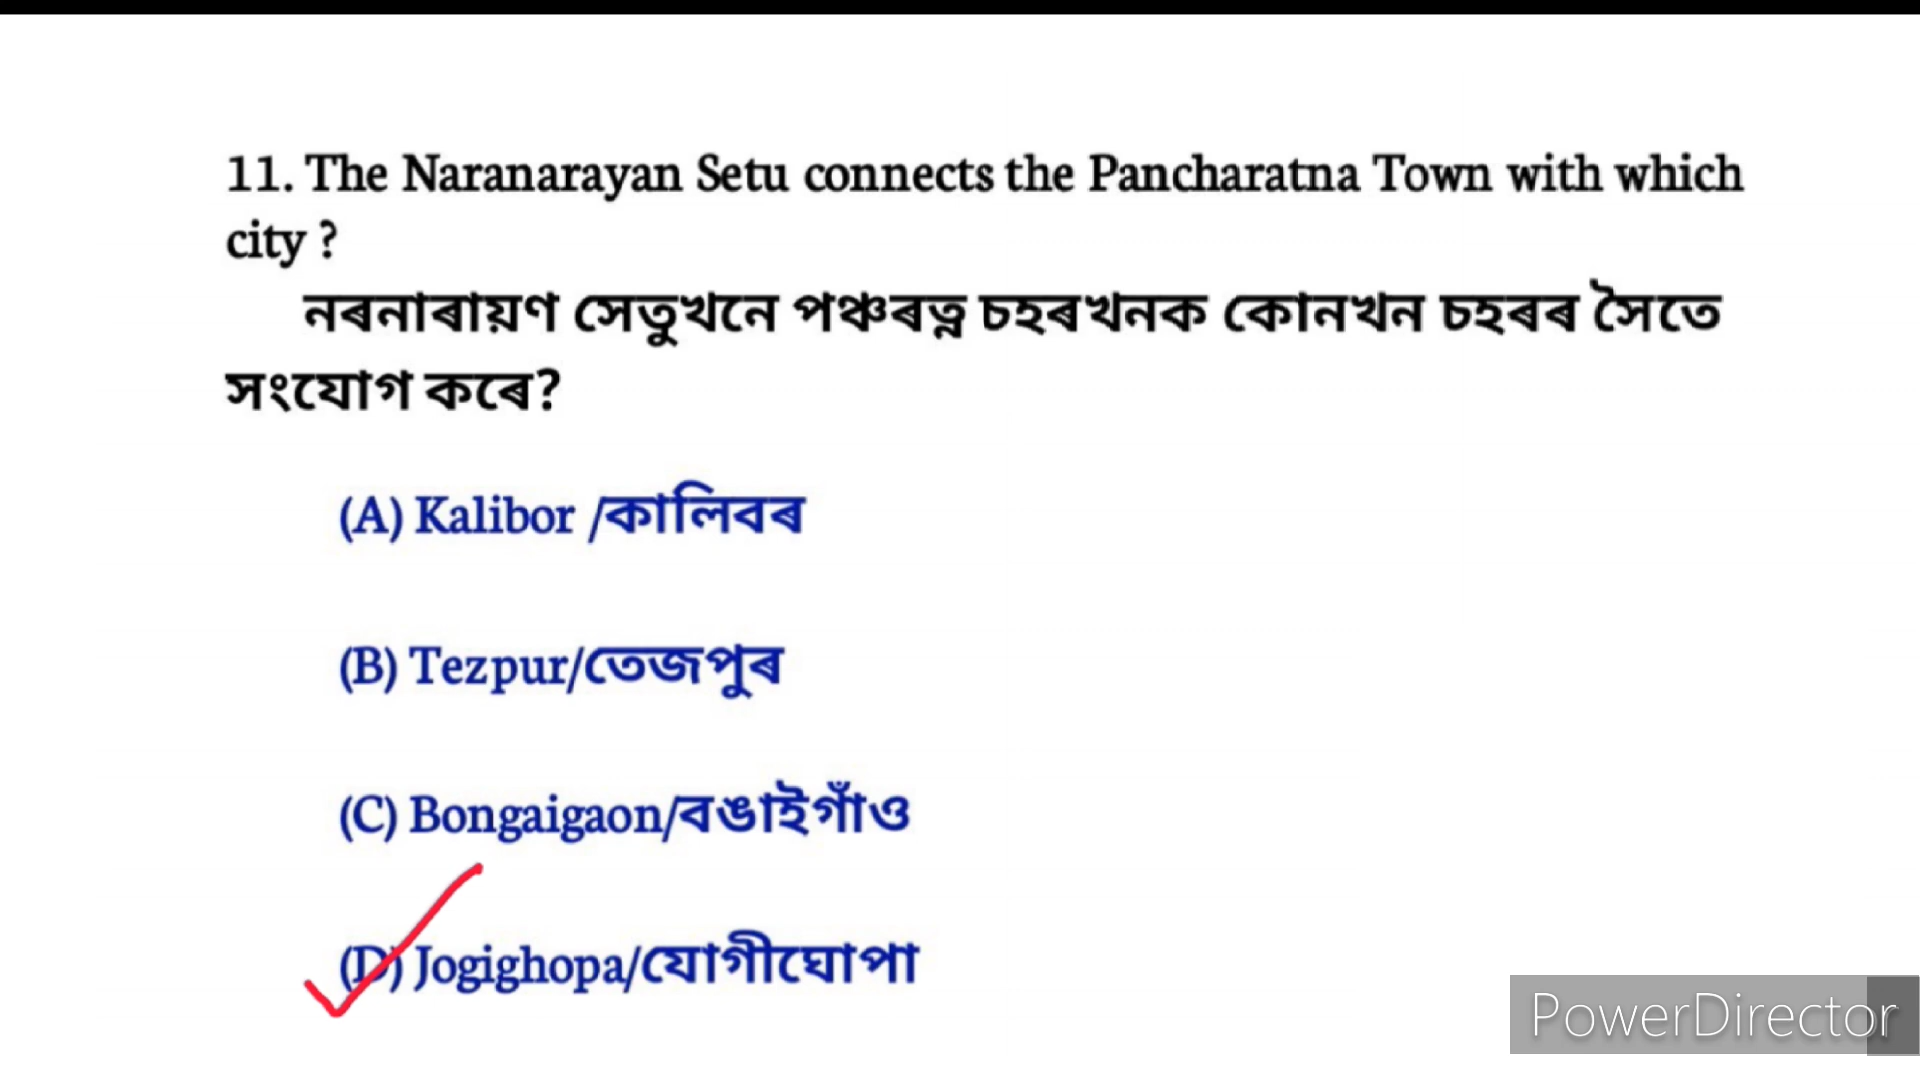 11. The Naranarayan Setu connects the Pancharatna Town with which
city ?
নৰনাৰায়ণ সেতুখনে পঞ্চৰত্ন চহৰখনক কোনখন চহৰৰ সৈতে
সংযোগ কৰে?
(A) Kalibor /কালিবৰ
(B) Tezpur/তেজপুৰ
(C) Bongaigaon/বঙাইগাঁও
(D) Jogighopa/যোগীঘোপা
PowerDirector